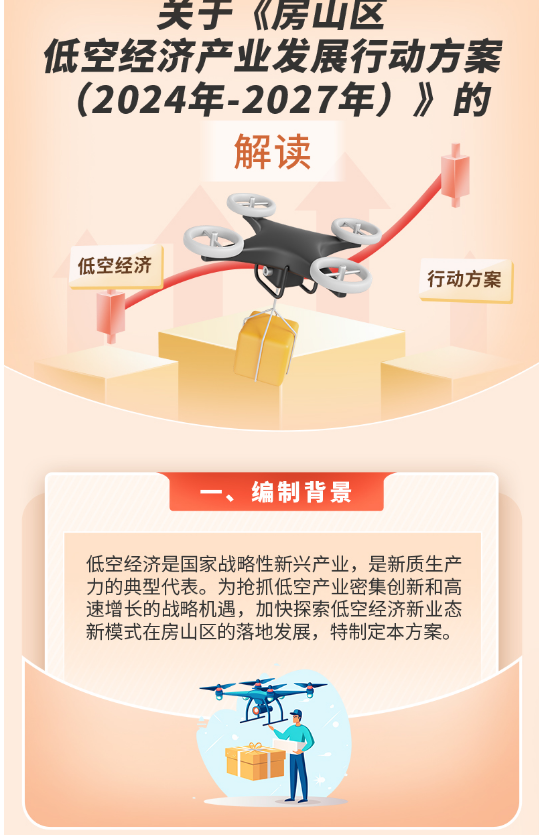 关于《房山区
低空经济产业发展行动方案
（2024年-2027年）》的
解读
低空经济
行动方案
一、编制背景
低空经济是国家战略性新兴产业，是新质生产
力的典型代表。为抢抓低空产业密集创新和高
速增长的战略机遇，加快探索低空经济新业态
新模式在房山区的落地发展，特制定本方案。